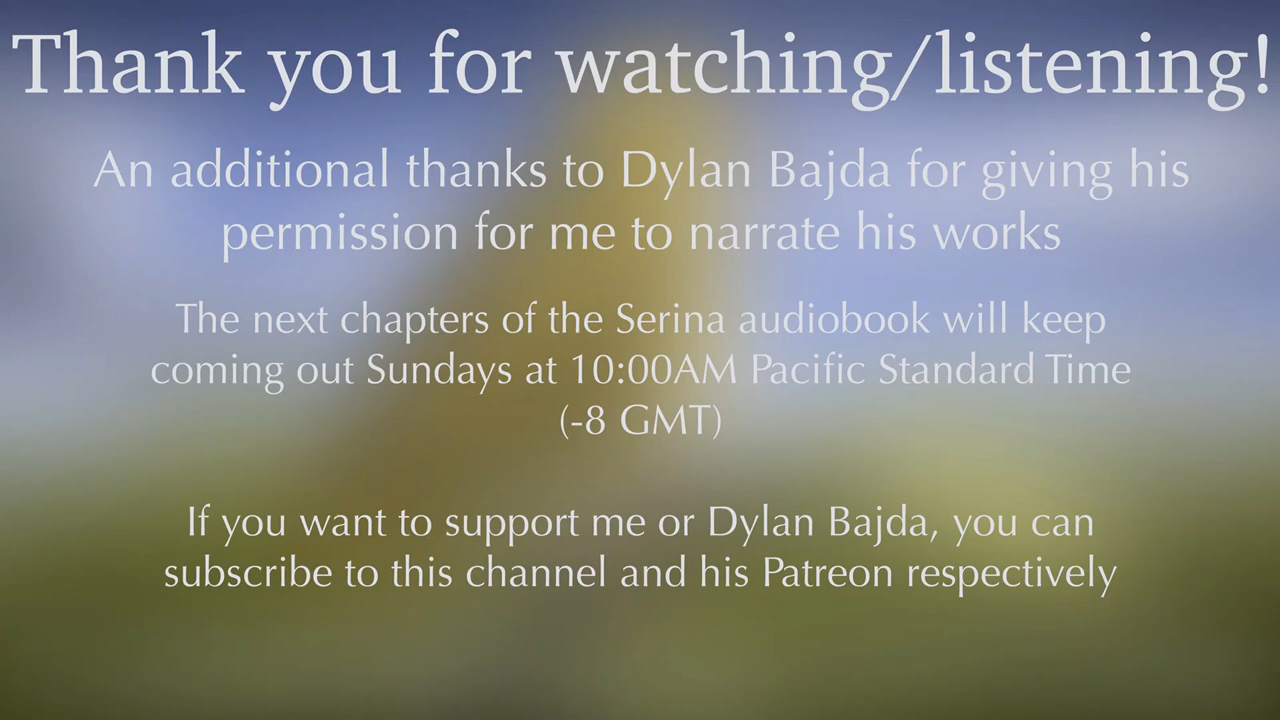 Thank you for watching/listening!
An additional thanks to Dylan Bajda for giving his
permission for me to narrate his works
The next chapters of the Serina audiobook will keep
coming out Sundays at 10:00AM Pacific Standard Time
(-8 GMT)
If you want to support me or Dylan Bajda, you can
subscribe to this channel and his Patreon respectively